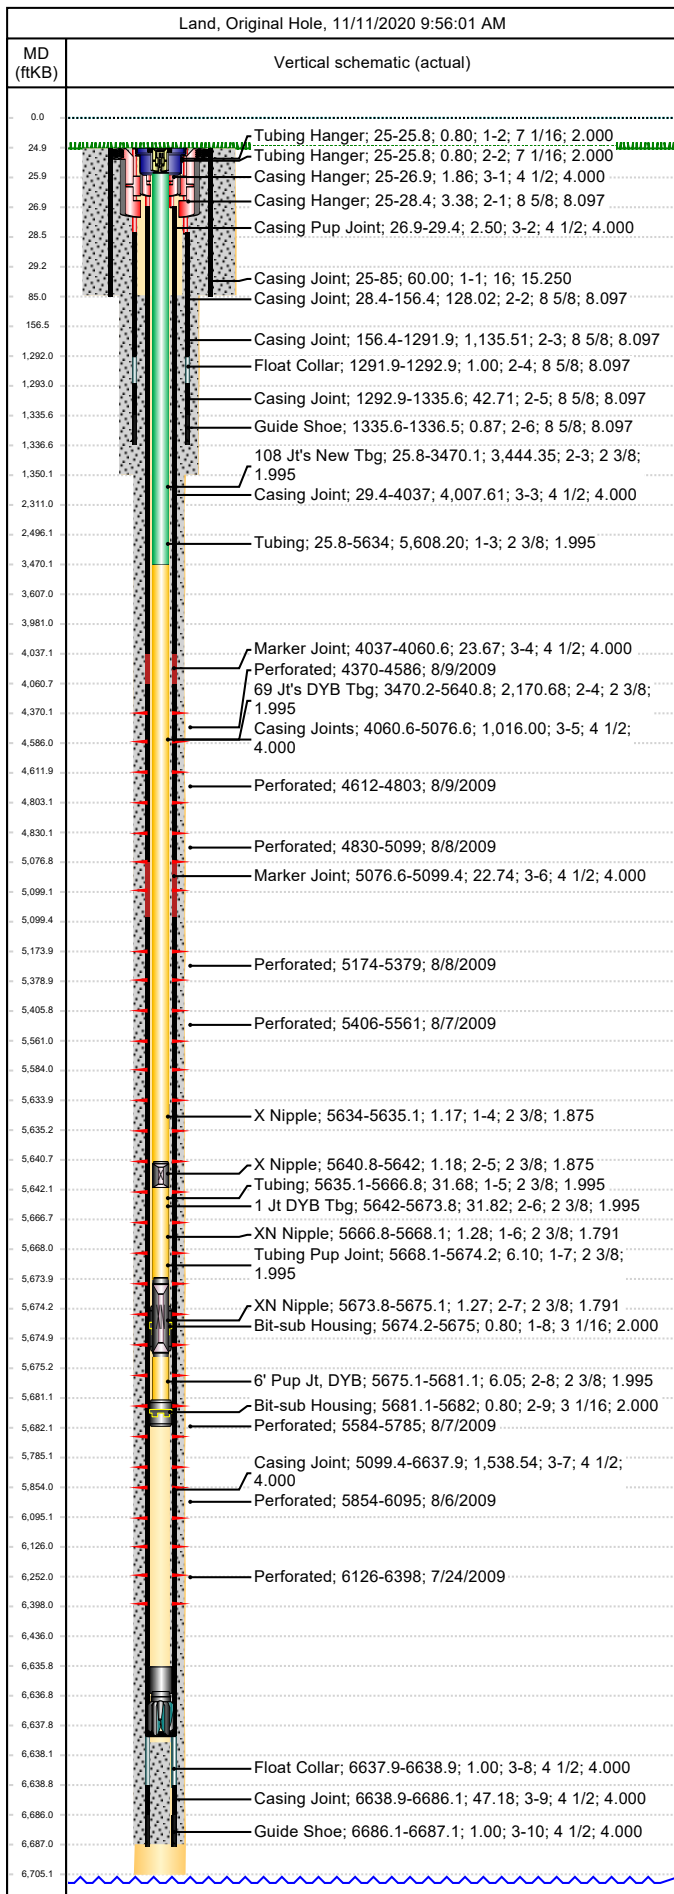 Land, Original Hole, 11/11/2020 9:56:01 AM
MD
(ftKB)
Vertical schematic (actual)
0.0
24.9
25.9
26.9
28.5
29.2
85.0
156.5
1,292.0
1,293.0
1,335.6
1,336.6
1,350.1
2,311.0
2,496.1
3,470.1
3,607.0
3,981.0
4,037.1
4,060.7
4,370.1
4,586.0
4,611.9
4,803.1
4,830.1
5,076.8
5,099.1
5,099.4
5,173.9
5,378.9
5,405.8
5,561.0
5,584.0
5,633.9
5,635.2
5,640.7
5,642.1
5,666.7
5,668.0
5,673.9
5,674.2
5,674.9
5,675.2
5,681.1
5,682.1
5,785.1
5,854.0
6,095.1
6,126.0
6,252.0
6,398.0
6,436.0
6,635.8
6,636.8
6,637.8
6,638.1
6,638.8
6,686.0
6,687.0
6,705.1
Tubing Hanger; 25-25.8; 0.80; 1-2; 7 1/16; 2.000
Tubing Hanger; 25-25.8; 0.80; 2-2; 7 1/16; 2.000
Casing Hanger; 25-26.9; 1.86; 3-1; 4 1/2; 4.000
Casing Hanger; 25-28.4; 3.38; 2-1; 8 5/8; 8.097
Casing Pup Joint; 26.9-29.4; 2.50; 3-2; 4 1/2; 4.000
Casing Joint; 25-85; 60.00; 1-1; 16; 15.250
Casing Joint; 28.4-156.4; 128.02; 2-2; 8 5/8; 8.097
Casing Joint; 156.4-1291.9; 1,135.51; 2-3; 8 5/8; 8.097
Float Collar; 1291.9-1292.9; 1.00; 2-4; 8 5/8; 8.097
Casing Joint; 1292.9-1335.6; 42.71; 2-5; 8 5/8; 8.097
Guide Shoe; 1335.6-1336.5; 0.87; 2-6; 8 5/8; 8.097
108 Jt's New Tbg; 25.8-3470.1; 3,444.35; 2-3; 2 3/8;
1.995
Casing Joint; 29.4-4037; 4,007.61; 3-3; 4 1/2; 4.000
Tubing; 25.8-5634; 5,608.20; 1-3; 2 3/8; 1.995
Marker Joint; 4037-4060.6; 23.67; 3-4; 4 1/2; 4.000
Perforated; 4370-4586; 8/9/2009
69 Jt's DYB Tbg; 3470.2-5640.8; 2,170.68; 2-4; 2 3/8;
1.995
Casing Joints; 4060.6-5076.6; 1,016.00; 3-5; 4 1/2;
4.000
Perforated; 4612-4803; 8/9/2009
Perforated; 4830-5099; 8/8/2009
Marker Joint; 5076.6-5099.4; 22.74; 3-6; 4 1/2; 4.000
Perforated; 5174-5379; 8/8/2009
Perforated; 5406-5561; 8/7/2009
X Nipple; 5634-5635.1; 1.17; 1-4; 2 3/8; 1.875
X Nipple; 5640.8-5642; 1.18; 2-5; 2 3/8; 1.875
Tubing; 5635.1-5666.8; 31.68; 1-5; 2 3/8; 1.995
1 Jt DYB Tbg; 5642-5673.8; 31.82; 2-6; 2 3/8; 1.995
XN Nipple; 5666.8-5668.1; 1.28; 1-6; 2 3/8; 1.791
Tubing Pup Joint; 5668.1-5674.2; 6.10; 1-7; 2 3/8;
1.995
XN Nipple; 5673.8-5675.1; 1.27; 2-7; 2 3/8; 1.791
Bit-sub Housing; 5674.2-5675; 0.80; 1-8; 3 1/16; 2.000
6' Pup Jt, DYB; 5675.1-5681.1; 6.05; 2-8; 2 3/8; 1.995
Bit-sub Housing; 5681.1-5682; 0.80; 2-9; 3 1/16; 2.000
Perforated; 5584-5785; 8/7/2009
Casing Joint; 5099.4-6637.9; 1,538.54; 3-7; 4 1/2;
4.000
Perforated; 5854-6095; 8/6/2009
Perforated; 6126-6398; 7/24/2009
Float Collar; 6637.9-6638.9; 1.00; 3-8; 4 1/2; 4.000
Casing Joint; 6638.9-6686.1; 47.18; 3-9; 4 1/2; 4.000
Guide Shoe; 6686.1-6687.1; 1.00; 3-10; 4 1/2; 4.000